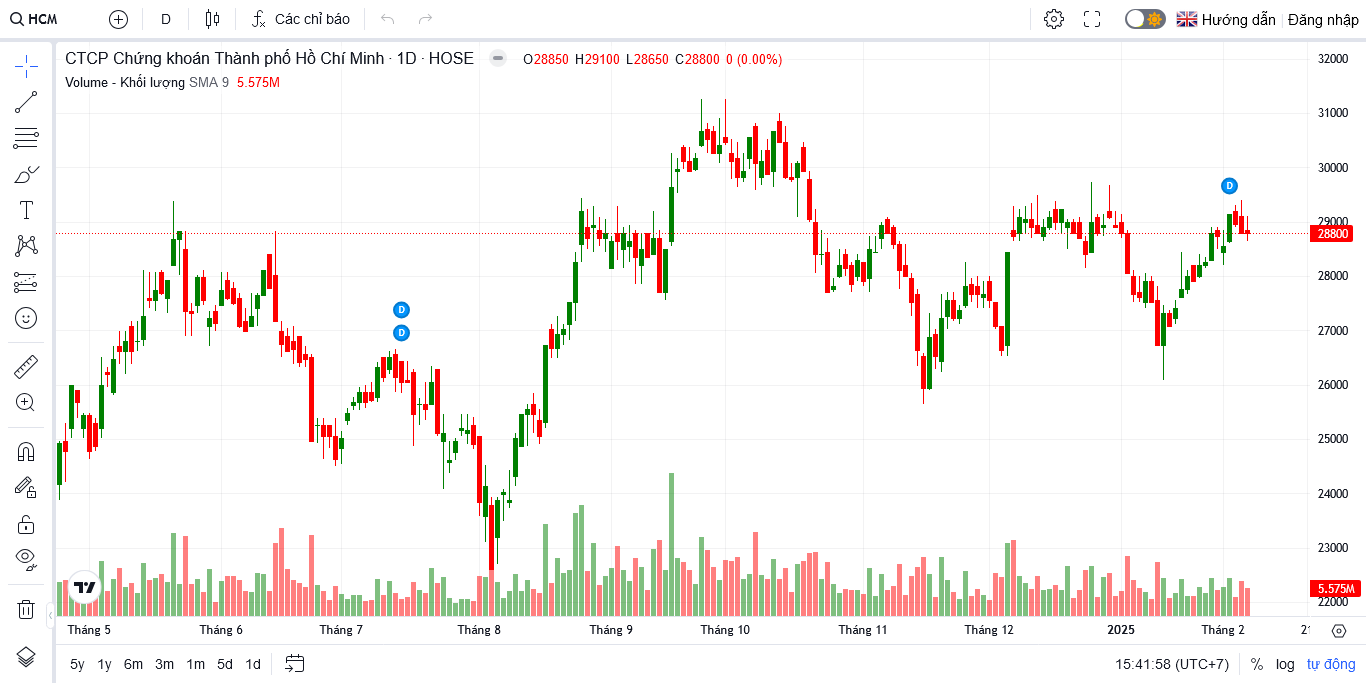 HCM
D
Các chỉ báo
Hướng dẫn
Đăng nhập
CTCP Chứng khoán Thành phố Hồ Chí Minh · 1D · HOSE
O28850 H29100 L28650 C28800 0 (0.00%)
Volume - Khối lượng SMA 9 5.575M
32000
31000
30000
29000
28800
28000
27000
26000
25000
24000
23000
5.575M
22000
D
D
D
Tháng 5
Tháng 6
Tháng 7
Tháng 8
Tháng 9
Tháng 10
Tháng 11
Tháng 12
2025
Tháng 2
5y 1y 6m 3m 1m 5d 1d
15:41:58 (UTC+7)
% log tự động